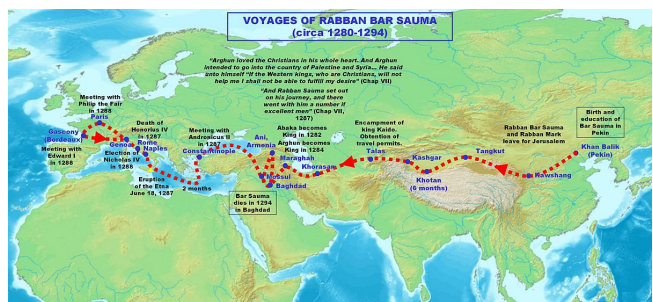 VOYAGES OF RABBAN BAR SAUMA
(circa 1280-1294)
"Arghun loved the Christians in his whole heart. And Arghun
intended to go into the country of Palestine and Syria... He said
unto himself "If the Western kings, who are Christians, will not
help me I shall not be able to fulfill my desire" (Chap VII)
"And Rabban Sauma set out
on his journey, and there
went with him a number if
excellent men" (Chap VII,
1287)
Meeting with
Philip the Fair
in 1288
Paris
Gascony
(Bordeaux)
Meeting with
Edward I
in 1288
Genoa
Election of
Nicholas IV
in 1288
Death of
Honorius IV
in 1287
Rome
Naples
Eruption
of the Etna
June 18, 1287
2 months
Meeting with
Andronicus II
in 1287
Constantinople
Ani,
Armenia
Abaka becomes
King in 1282
Arghun becomes
King in 1284
Maraghah
Khorasan
Mossul
Baghdad
Bar Sauma
dies in 1294
in Baghdad
Encampment of
king Kaido.
Obtention of
travel permits.
Talas
Kashgar
Khotan
(6 months)
Tangkut
Rabban Bar Sauma
and Rabban Mark
leave for Jerusalem
Kawshang
Birth and
education of
Bar Sauma in
Pekin
Khan Balik
(Pekin)